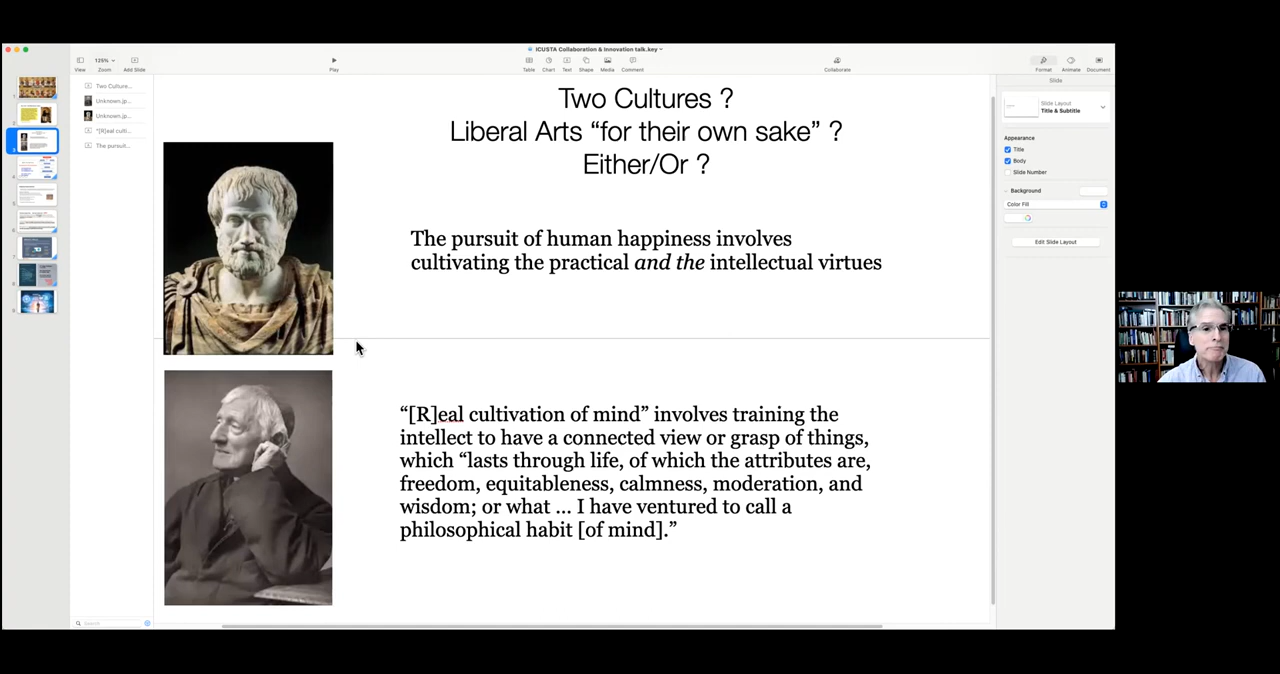 ICUSTA Collaboration & Innovation talk.key
125%
View
Zoom
Add Slide
Play
Table
Chart
Text
Shape
Media
Comment
Collaborate
Format
Animate
Document
Two Culture...
Unknown.jp...
Unknown.jp...
"[R]eal culti...
The pursuit...
Search
Two Cultures ?
Liberal Arts “for their own sake” ?
Either/Or ?
The pursuit of human happiness involves
cultivating the practical and the intellectual virtues
“[R]eal cultivation of mind” involves training the
intellect to have a connected view or grasp of things,
which “lasts through life, of which the attributes are,
freedom, equitableness, calmness, moderation, and
wisdom; or what ... I have ventured to call a
philosophical habit [of mind].”
Slide
Slide Layout
Title & Subtitle
Appearance
Title
Body
Slide Number
Background
Color Fill
Edit Slide Layout